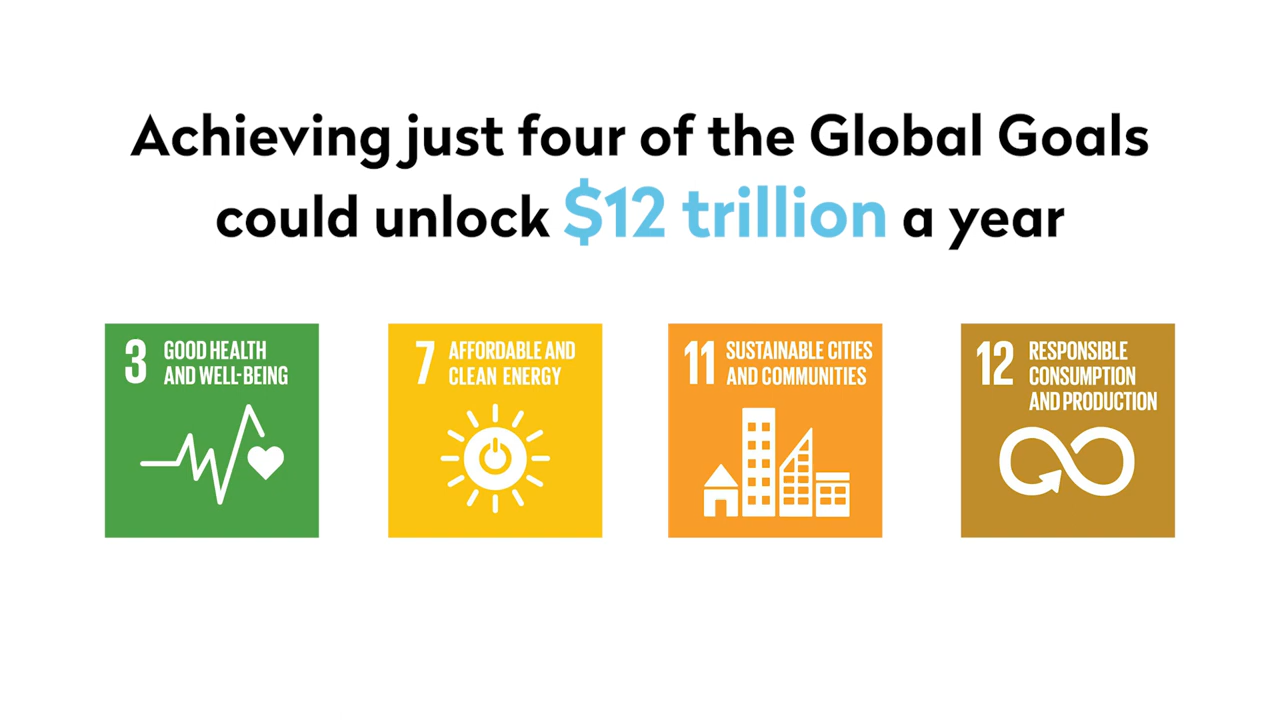 Achieving just four of the Global Goals
could unlock $12 trillion a year
3 GOOD HEALTH
AND WELL-BEING
7 AFFORDABLE AND
CLEAN ENERGY
11 SUSTAINABLE CITIES
AND COMMUNITIES
12 RESPONSIBLE
CONSUMPTION
AND PRODUCTION